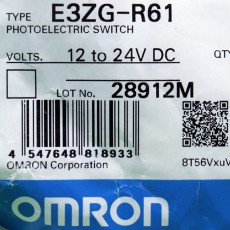 TYPE E3ZG-R61
PHOTOELECTRIC SWITCH
VOLTS. 12 to 24V DC QTY
LOT No. 28912M
4 547648 818933
OMRON Corporation 8T56VxuV
OMRON